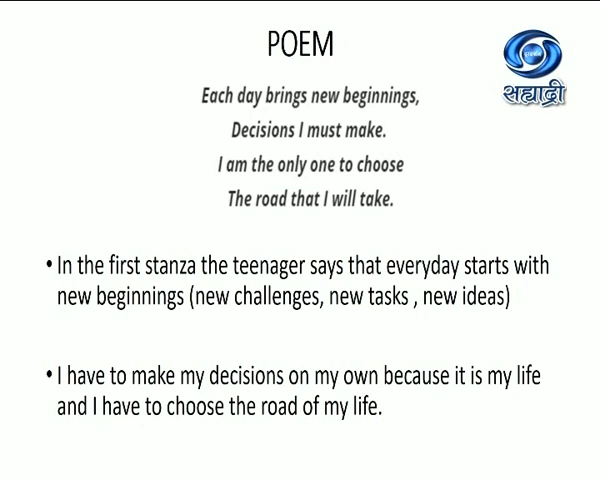 POEM
सह्याद्री
Each day brings new beginnings,
Decisions I must make.
I am the only one to choose
The road that I will take.
• In the first stanza the teenager says that everyday starts with
new beginnings (new challenges, new tasks , new ideas)
• I have to make my decisions on my own because it is my life
and I have to choose the road of my life.